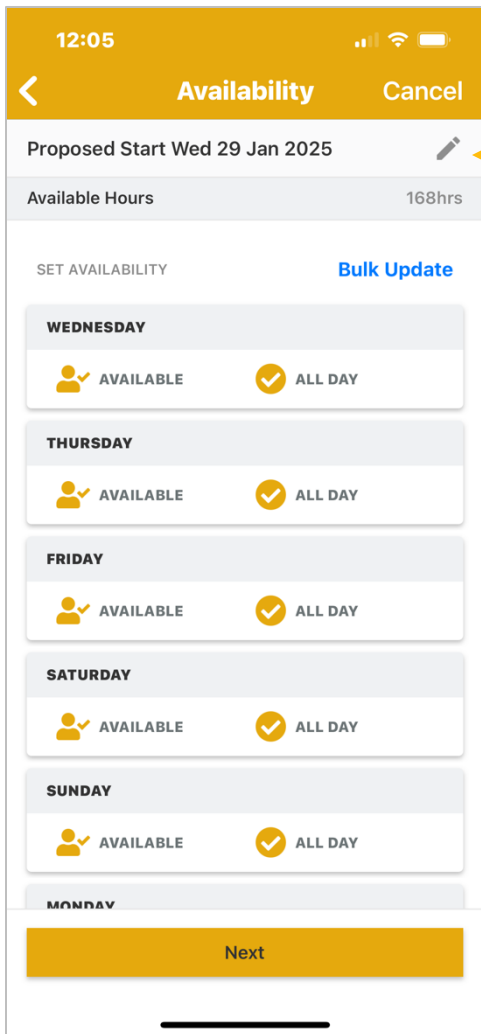 12:05
Availability Cancel
Proposed Start Wed 29 Jan 2025
Available Hours 168hrs
SET AVAILABILITY Bulk Update
WEDNESDAY
AVAILABLE ALL DAY
THURSDAY
AVAILABLE ALL DAY
FRIDAY
AVAILABLE ALL DAY
SATURDAY
AVAILABLE ALL DAY
SUNDAY
AVAILABLE ALL DAY
MONDAY
Next